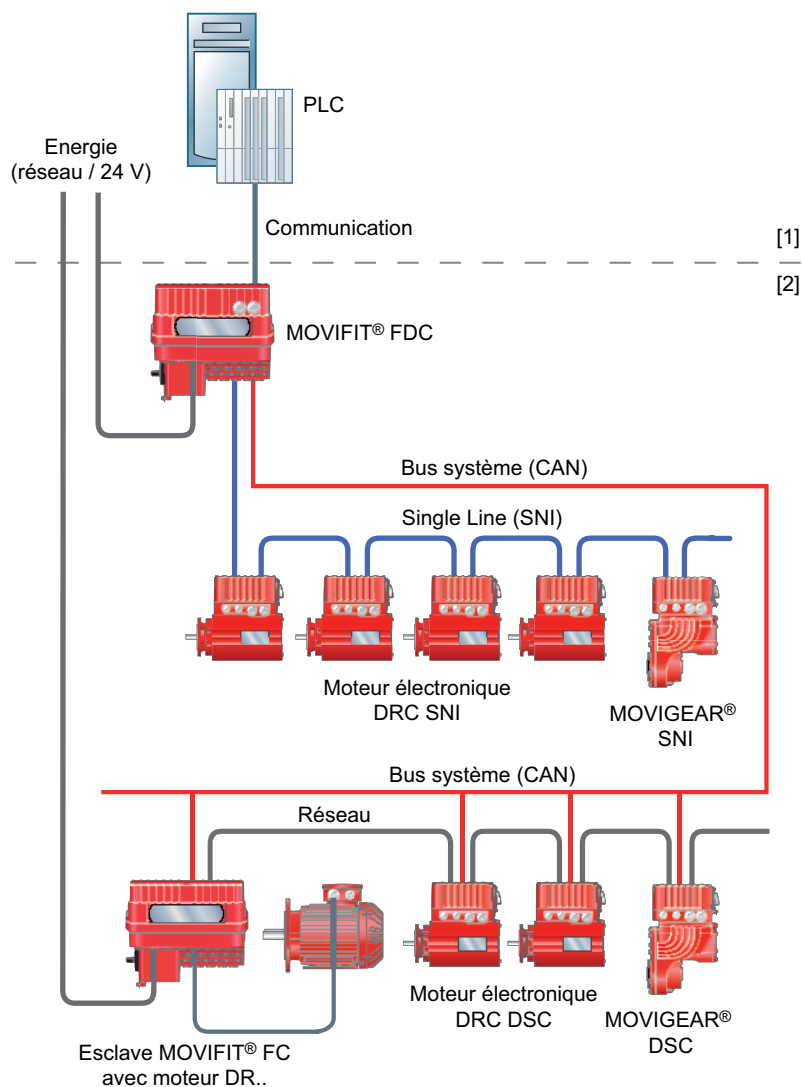 PLC
Energie
(réseau / 24 V)
Communication
[1]
[2]
MOVIFIT® FDC
Bus système (CAN)
Single Line (SNI)
Moteur électronique
DRC SNI
MOVIGEAR®
SNI
Bus système (CAN)
Réseau
Moteur électronique
DRC DSC
MOVIGEAR®
DSC
Esclave MOVIFIT® FC
avec moteur DR..